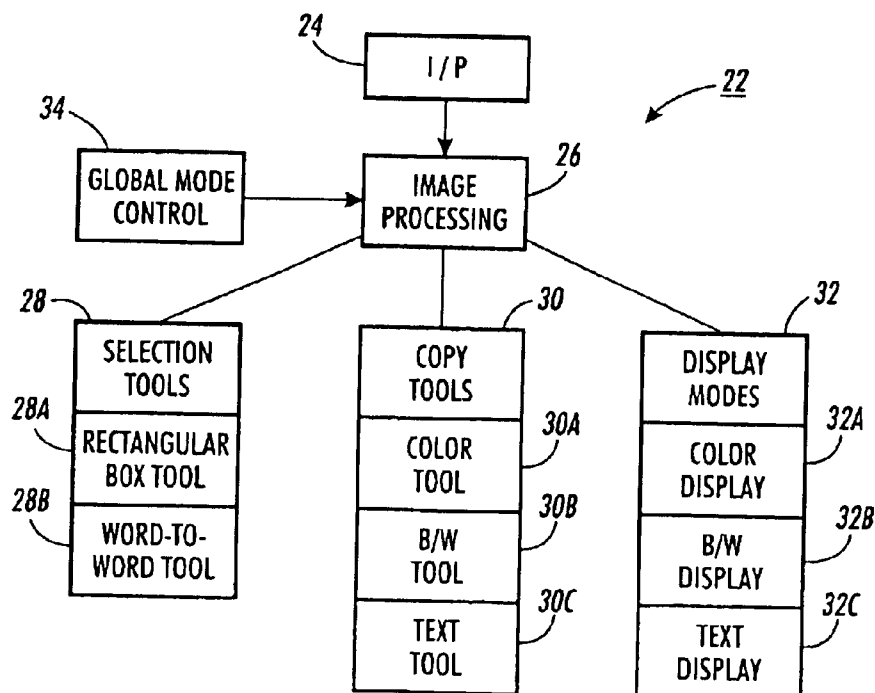 24
I / P
22
34
GLOBAL MODE
CONTROL
26
IMAGE
PROCESSING
28
SELECTION
TOOLS
28A
RECTANGULAR
BOX TOOL
28B
WORD-TO-
WORD TOOL
30
COPY
TOOLS
30A
COLOR
TOOL
30B
B/W
TOOL
30C
TEXT
TOOL
32
DISPLAY
MODES
32A
COLOR
DISPLAY
32B
B/W
DISPLAY
32C
TEXT
DISPLAY